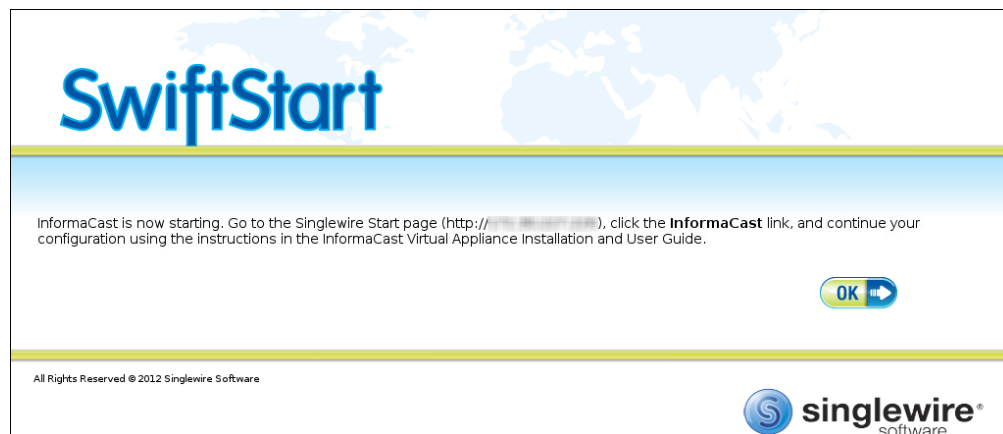 SwiftStart
InformaCast is now starting. Go to the Singlewire Start page (http:// ), click the InformaCast link, and continue your
configuration using the instructions in the InformaCast Virtual Appliance Installation and User Guide.
OK
All Rights Reserved © 2012 Singlewire Software
singlewire®
software